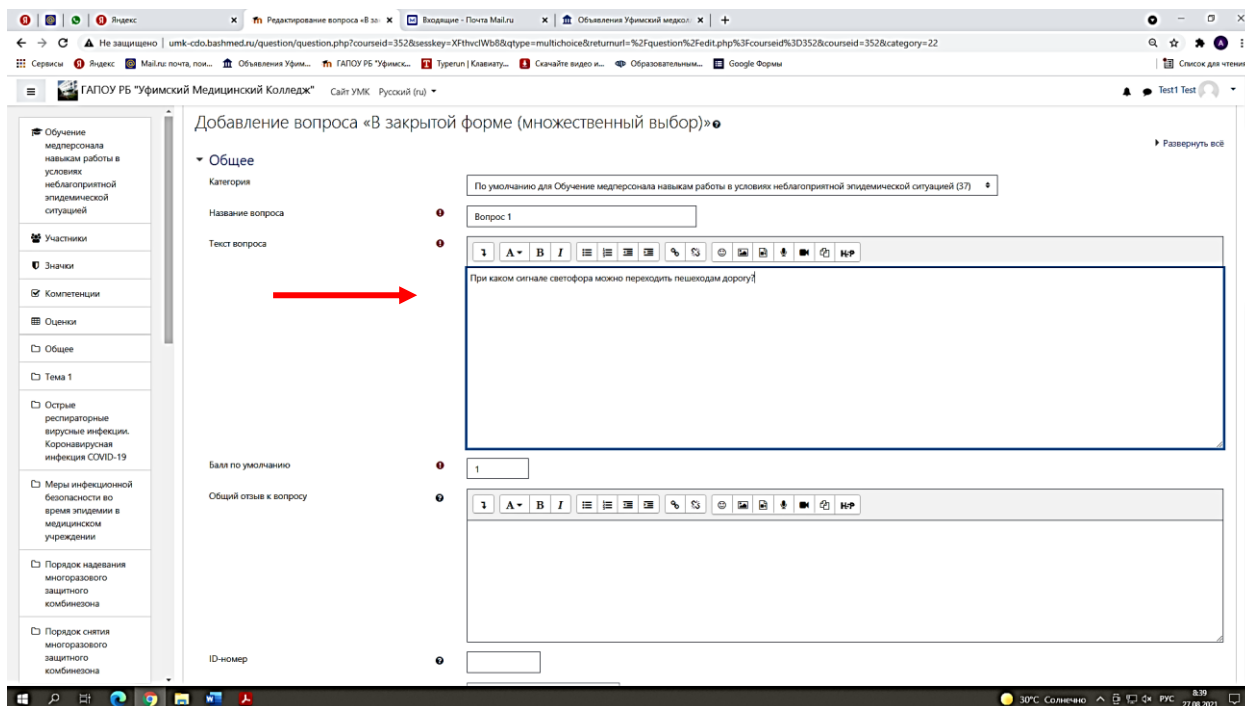 Яндекс
Редактирование вопроса «В за
Входящие - Почта Mail.ru
Объявления Уфимский медкол
Не защищено | umk-cdo.bashmed.ru/question/question.php?courseid=352&sesskey=XFthvclWb8&qtype=multichoice&returnurl=%2Fquestion%2Fedit.php%3Fcourseid%3D352&courseid=352&category=22
Сервисы Яндекс Mail.ru: почта, пои... Объявления Уфим... ГАПОУ РБ "Уфимск... Typerun | Клавиату... Скачайте видео и... Образовательным... Google Формы Список для чтения
ГАПОУ РБ "Уфимский Медицинский Колледж" Сайт УМК Русский (ru) Test1 Test
Обучение
медперсонала
навыкам работы в
условиях
неблагоприятной
эпидемической
ситуацией
Участники
Значки
Компетенции
Оценки
Общее
Тема 1
Острые
респираторные
вирусные инфекции.
Коронавирусная
инфекция COVID-19
Меры инфекционной
безопасности во
время эпидемии в
медицинском
учреждении
Порядок надевания
многоразового
защитного
комбинезона
Порядок снятия
многоразового
защитного
комбинезона
Добавление вопроса «В закрытой форме (множественный выбор)»
Развернуть всё
Общее
Категория
По умолчанию для Обучение медперсонала навыкам работы в условиях неблагоприятной эпидемической ситуацией (37)
Название вопроса
Вопрос 1
Текст вопроса
A B I H-P
При каком сигнале светофора можно переходить пешеходам дорогу?
Балл по умолчанию
1
Общий отзыв к вопросу
A B I H-P
ID-номер
30°C Солнечно РУС 8:39
27.08.2021